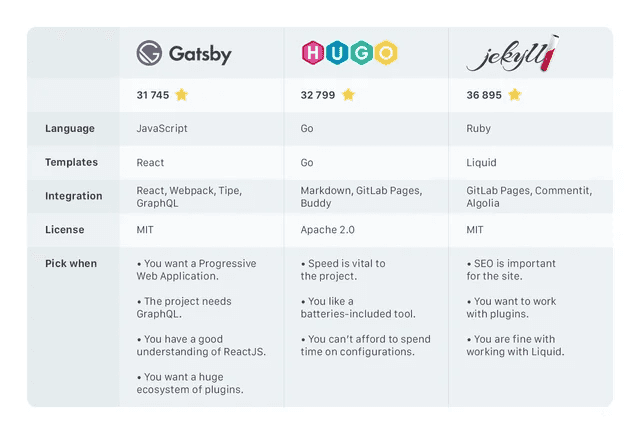 Gatsby HUGO jekyll
31 745 32 799 36 895
Language JavaScript Go Ruby
Templates React Go Liquid
Integration React, Webpack, Tipe, Markdown, GitLab Pages, GitLab Pages, Commentit,
GraphQL Buddy Algolia
License MIT Apache 2.0 MIT
Pick when
• You want a Progressive
Web Application.
• The project needs
GraphQL.
• You have a good
understanding of ReactJS.
• You want a huge
ecosystem of plugins.
• Speed is vital to
the project.
• You like a
batteries-included tool.
• You can’t afford to spend
time on configurations.
• SEO is important
for the site.
• You want to work
with plugins.
• You are fine with
working with Liquid.